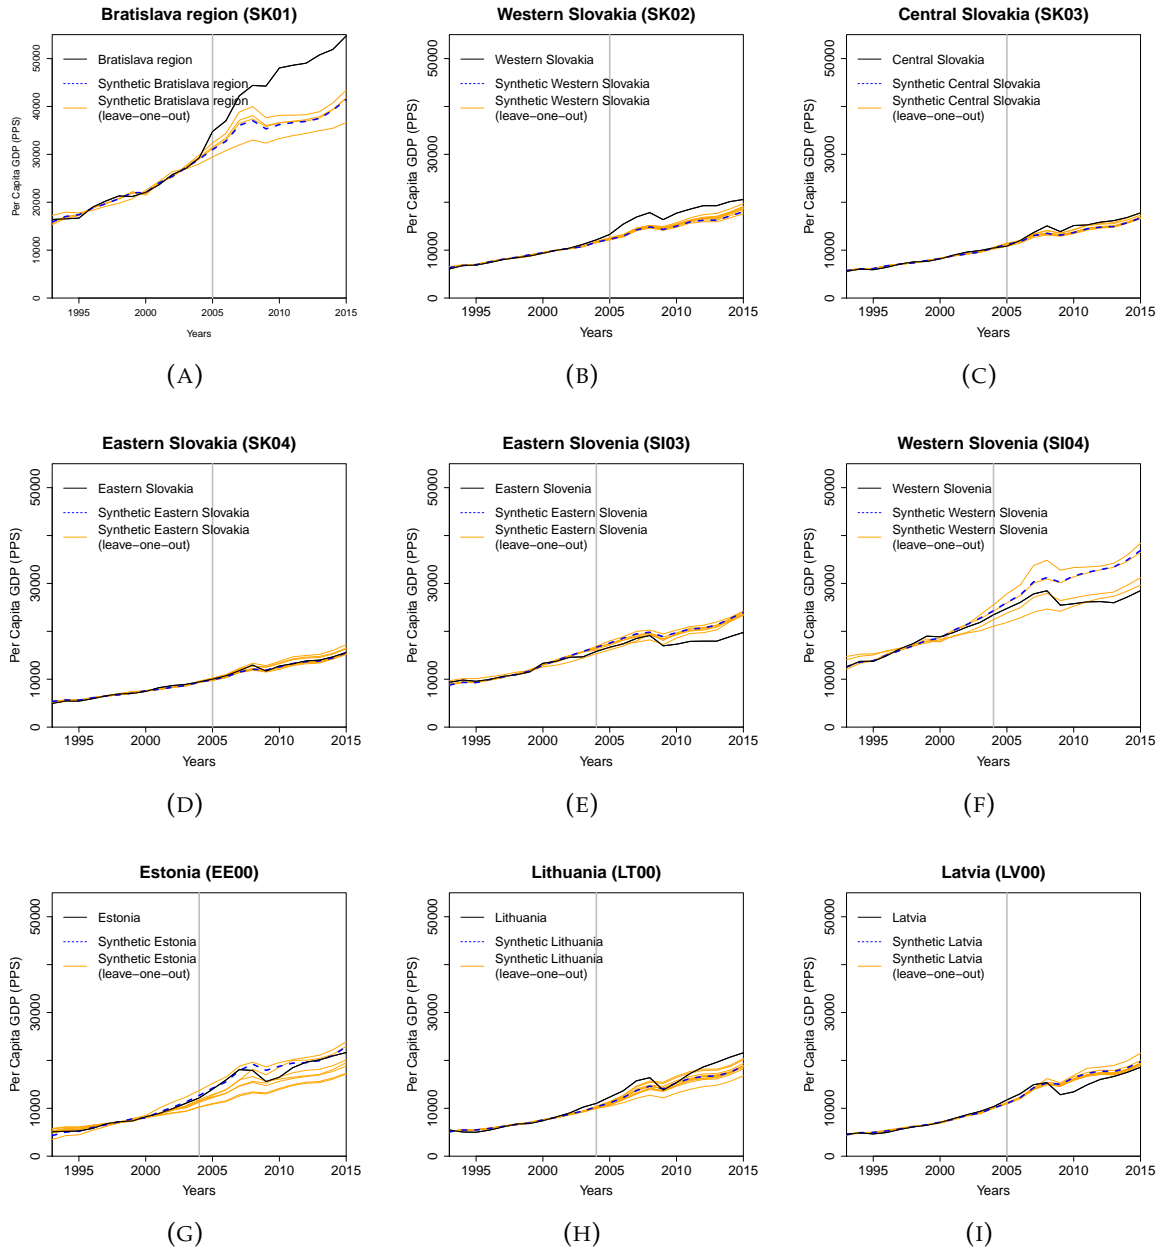 Bratislava region (SK01)
Per Capita GDP (PPS)
0 10000 20000 30000 40000 50000
Bratislava region
Synthetic Bratislava region
Synthetic Bratislava region
(leave−one−out)
1995 2000 2005 2010 2015
Years
(A)
Western Slovakia (SK02)
Per Capita GDP (PPS)
0 10000 20000 30000 40000 50000
Western Slovakia
Synthetic Western Slovakia
Synthetic Western Slovakia
(leave−one−out)
1995 2000 2005 2010 2015
Years
(B)
Central Slovakia (SK03)
Per Capita GDP (PPS)
0 10000 20000 30000 40000 50000
Central Slovakia
Synthetic Central Slovakia
Synthetic Central Slovakia
(leave−one−out)
1995 2000 2005 2010 2015
Years
(C)
Eastern Slovakia (SK04)
Per Capita GDP (PPS)
0 10000 20000 30000 50000
Eastern Slovakia
Synthetic Eastern Slovakia
Synthetic Eastern Slovakia
(leave−one−out)
1995 2000 2005 2010 2015
Years
(D)
Eastern Slovenia (SI03)
Per Capita GDP (PPS)
0 10000 20000 30000 50000
Eastern Slovenia
Synthetic Eastern Slovenia
Synthetic Eastern Slovenia
(leave−one−out)
1995 2000 2005 2010 2015
Years
(E)
Western Slovenia (SI04)
Per Capita GDP (PPS)
0 10000 20000 30000 50000
Western Slovenia
Synthetic Western Slovenia
Synthetic Western Slovenia
(leave−one−out)
1995 2000 2005 2010 2015
Years
(F)
Estonia (EE00)
Per Capita GDP (PPS)
0 10000 20000 30000 50000
Estonia
Synthetic Estonia
Synthetic Estonia
(leave−one−out)
1995 2000 2005 2010 2015
Years
(G)
Lithuania (LT00)
Per Capita GDP (PPS)
0 10000 20000 30000 50000
Lithuania
Synthetic Lithuania
Synthetic Lithuania
(leave−one−out)
1995 2000 2005 2010 2015
Years
(H)
Latvia (LV00)
Per Capita GDP (PPS)
0 10000 20000 30000 50000
Latvia
Synthetic Latvia
Synthetic Latvia
(leave−one−out)
1995 2000 2005 2010 2015
Years
(I)